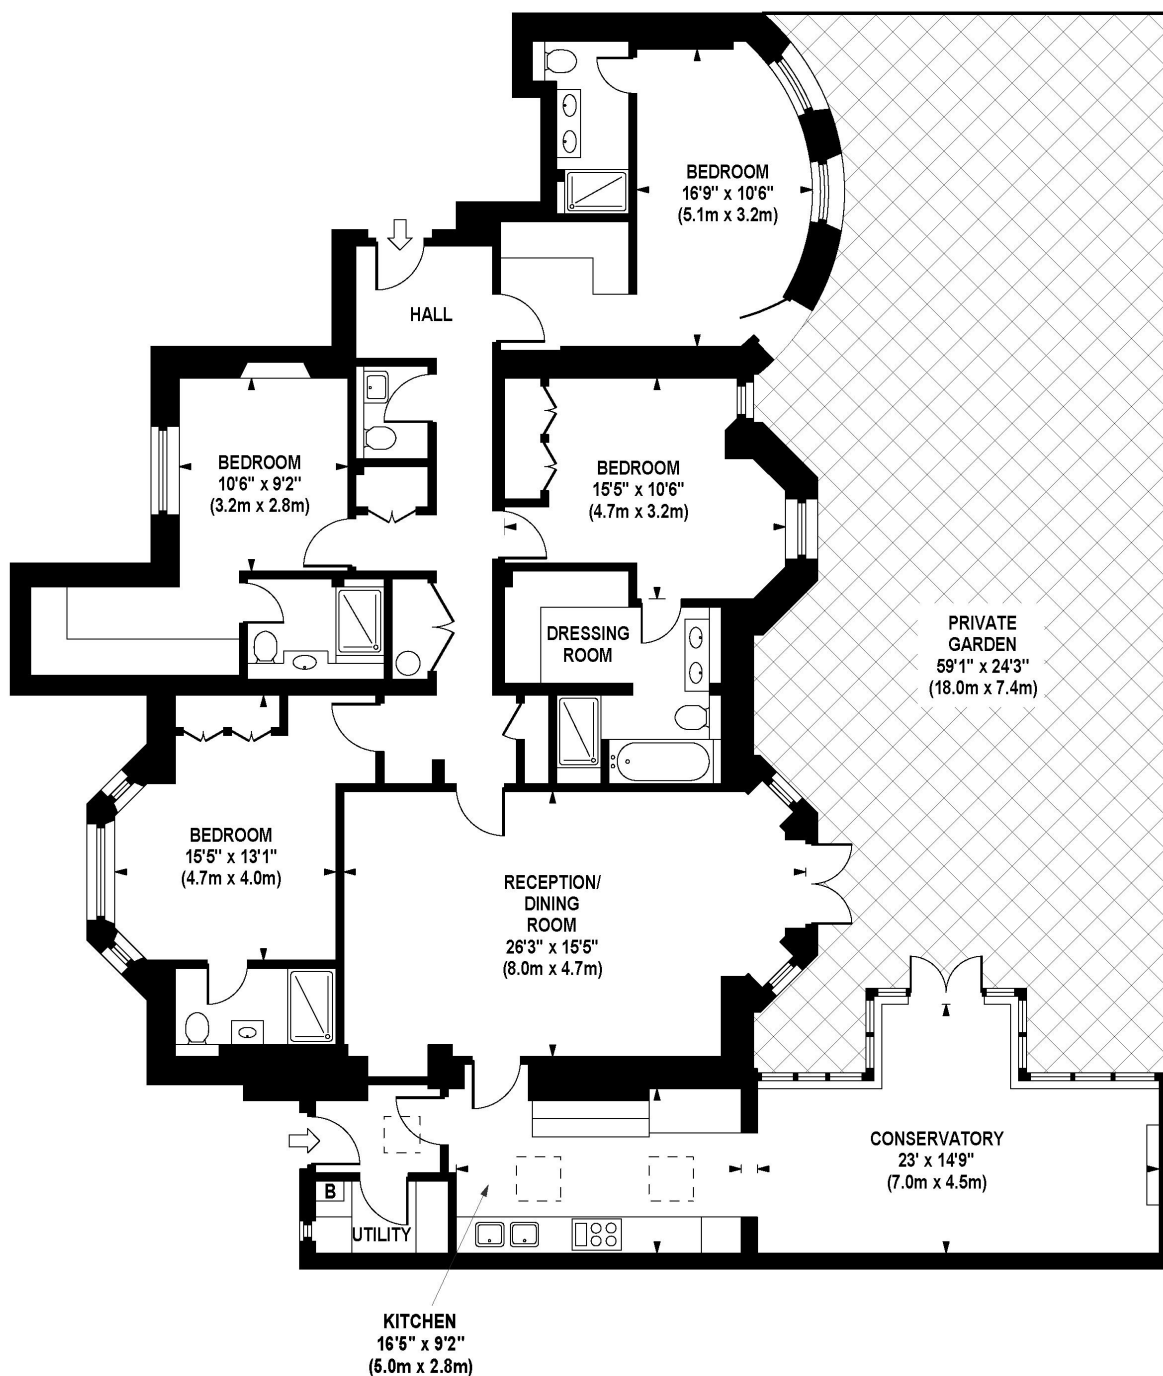 BEDROOM
16'9" x 10'6"
(5.1m x 3.2m)
HALL
BEDROOM
10'6" x 9'2"
(3.2m x 2.8m)
BEDROOM
15'5" x 10'6"
(4.7m x 3.2m)
DRESSING
ROOM
PRIVATE
GARDEN
59'1" x 24'3"
(18.0m x 7.4m)
BEDROOM
15'5" x 13'1"
(4.7m x 4.0m)
RECEPTION/
DINING
ROOM
26'3" x 15'5"
(8.0m x 4.7m)
CONSERVATORY
23' x 14'9"
(7.0m x 4.5m)
B
UTILITY
KITCHEN
16'5" x 9'2"
(5.0m x 2.8m)